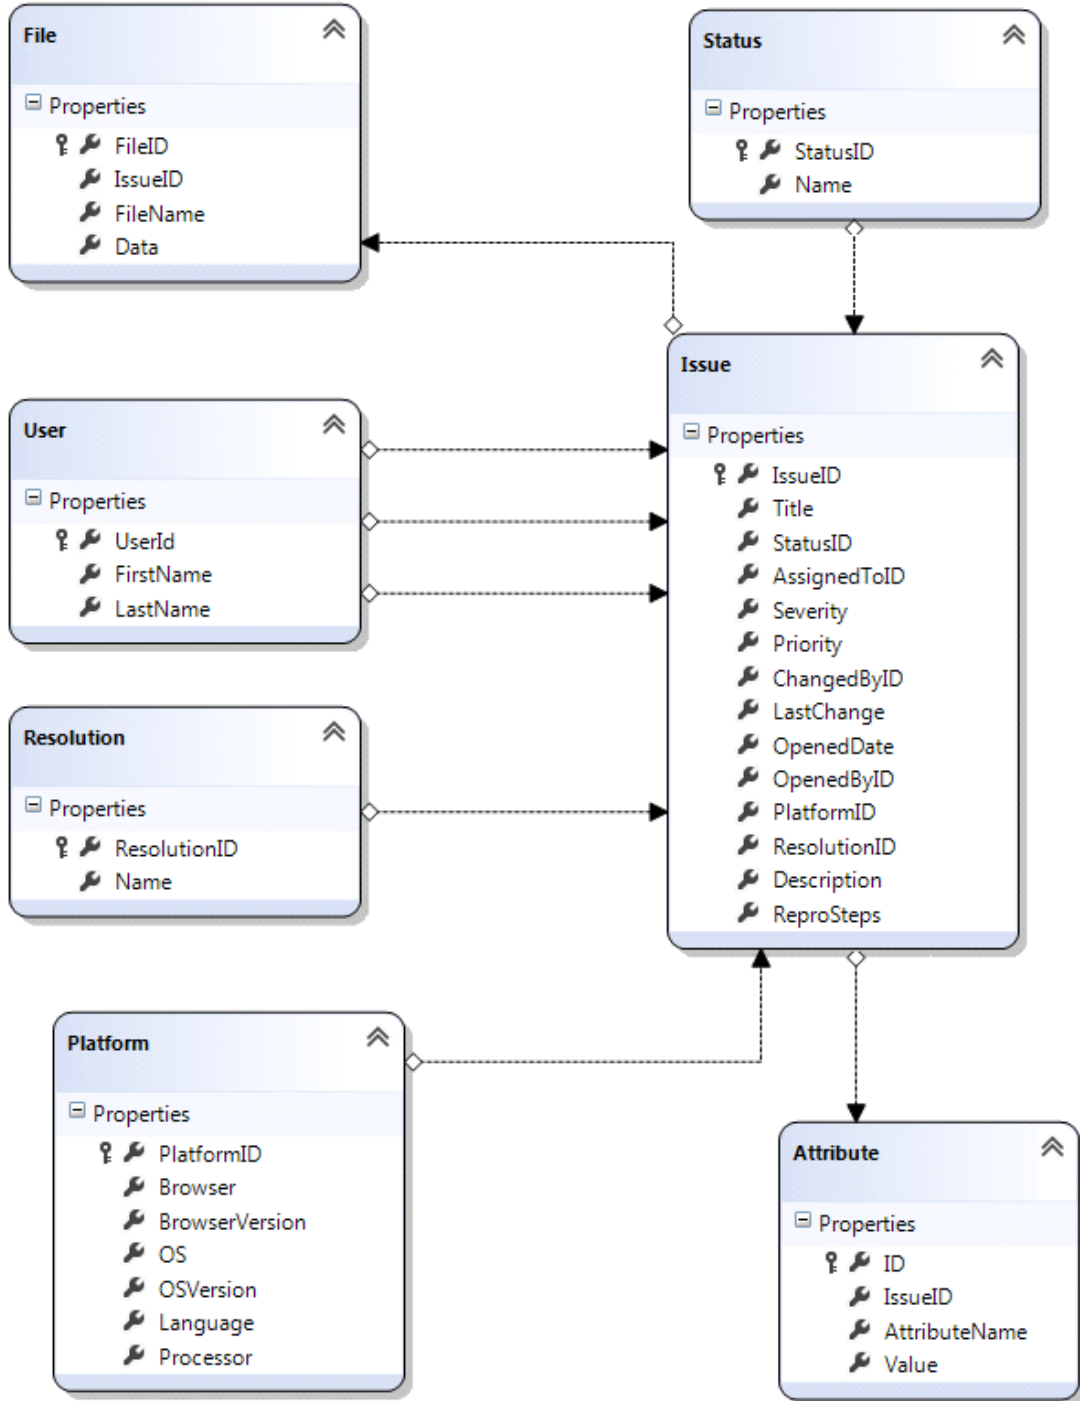 File
Properties
FileID
IssueID
FileName
Data
Status
Properties
StatusID
Name
User
Properties
UserId
FirstName
LastName
Issue
Properties
IssueID
Title
StatusID
AssignedToID
Severity
Priority
ChangedByID
LastChange
OpenedDate
OpenedByID
PlatformID
ResolutionID
Description
ReproSteps
Resolution
Properties
ResolutionID
Name
Platform
Properties
PlatformID
Browser
BrowserVersion
OS
OSVersion
Language
Processor
Attribute
Properties
ID
IssueID
AttributeName
Value